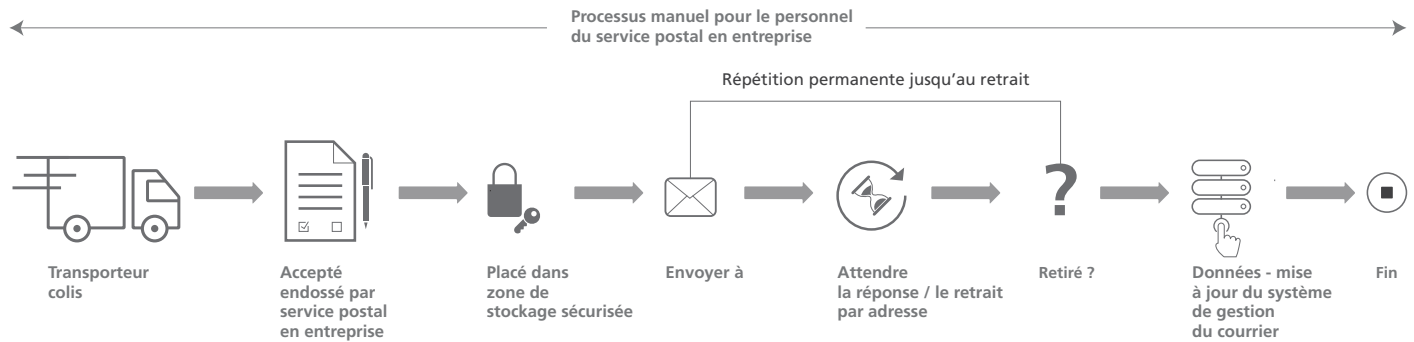 Processus manuel pour le personnel
du service postal en entreprise
Répétition permanente jusqu'au retrait
?
Transporteur
colis
Accepté
endossé par
service postal
en entreprise
Placé dans
zone de
stockage sécurisée
Envoyer à
Attendre
la réponse / le retrait
par adresse
Retiré ?
Données - mise
à jour du système
de gestion
du courrier
Fin